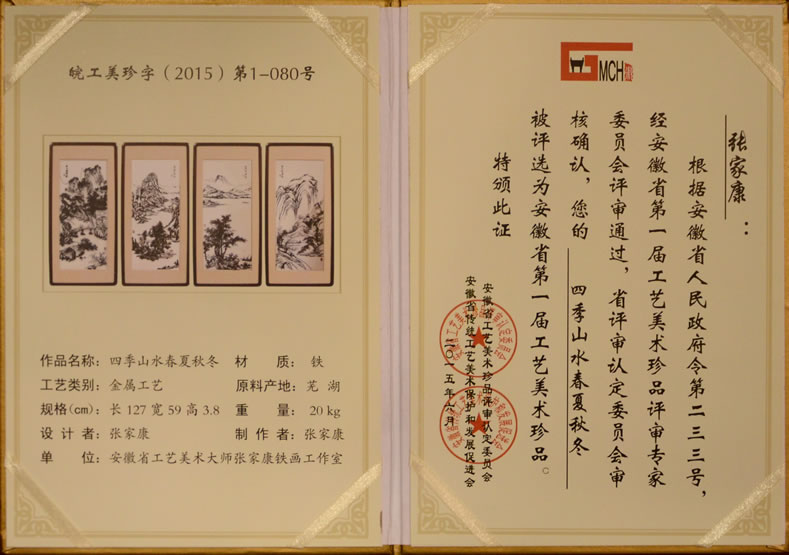 皖工美珍字（2015）第1-080号
作品名称：四季山水春夏秋冬 材 质：铁
工艺类别：金属工艺 原料产地：芜 湖
规格(cm)：长 127 宽 59 高 3.8 重 量：20 kg
设 计 者：张家康 制 作 者：张家康
单 位：安徽省工艺美术大师张家康铁画工作室
MCH
张家康：
根据安徽省人民政府令第二三三号，
经安徽省第一届工艺美术珍品评审专家
委员会评审通过，省评审认定委员会审
核确认，您的 四季山水春夏秋冬
被评选为安徽省第一届工艺美术珍品。
特颁此证
安徽省工艺美术珍品评审认定委员会
安徽省传统工艺美术保护和发展促进会
二〇一五年 月